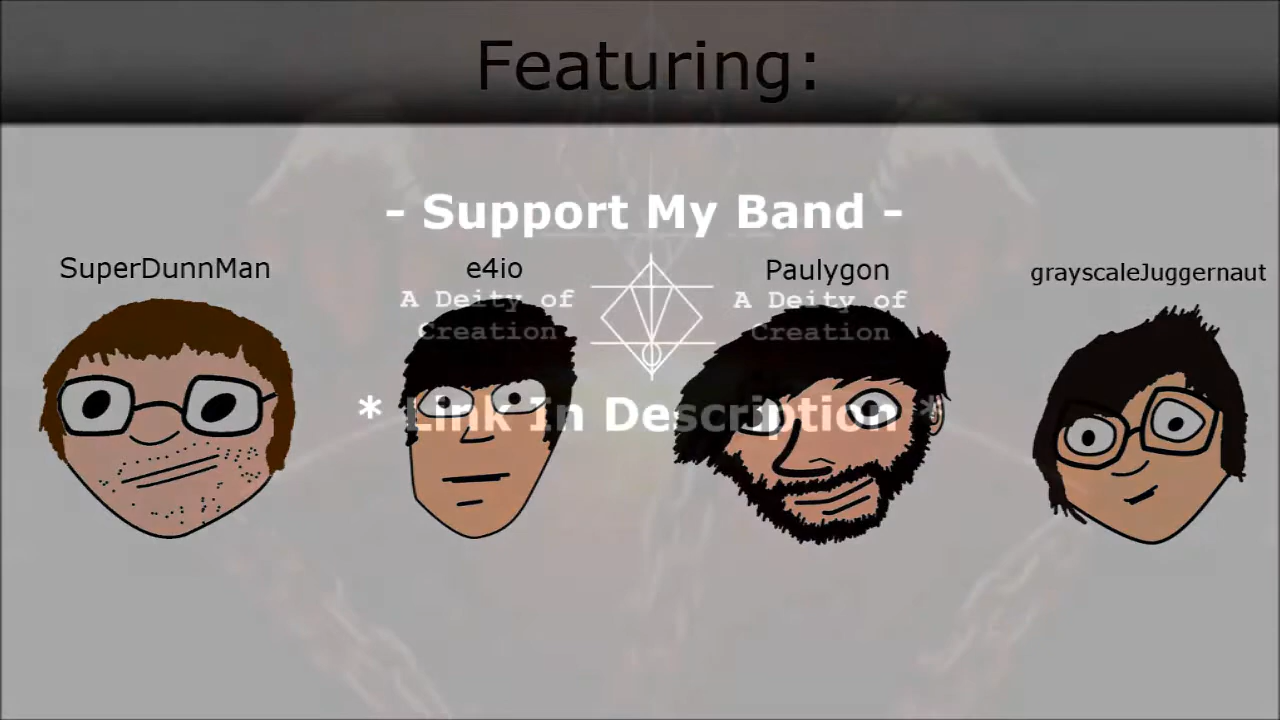 Featuring:
- Support My Band -
SuperDunnMan
e4io
Paulygon
grayscaleJuggernaut
A Deity of
Creation
A Deity of
Creation
* Link In Description *